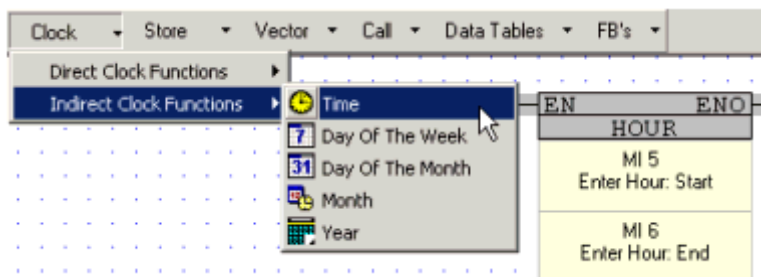 Clock Store Vector Call Data Tables FB's
Direct Clock Functions
Indirect Clock Functions
Time
7 Day Of The Week
31 Day Of The Month
Month
Year
EN ENO
HOUR
MI 5
Enter Hour: Start
MI 6
Enter Hour: End